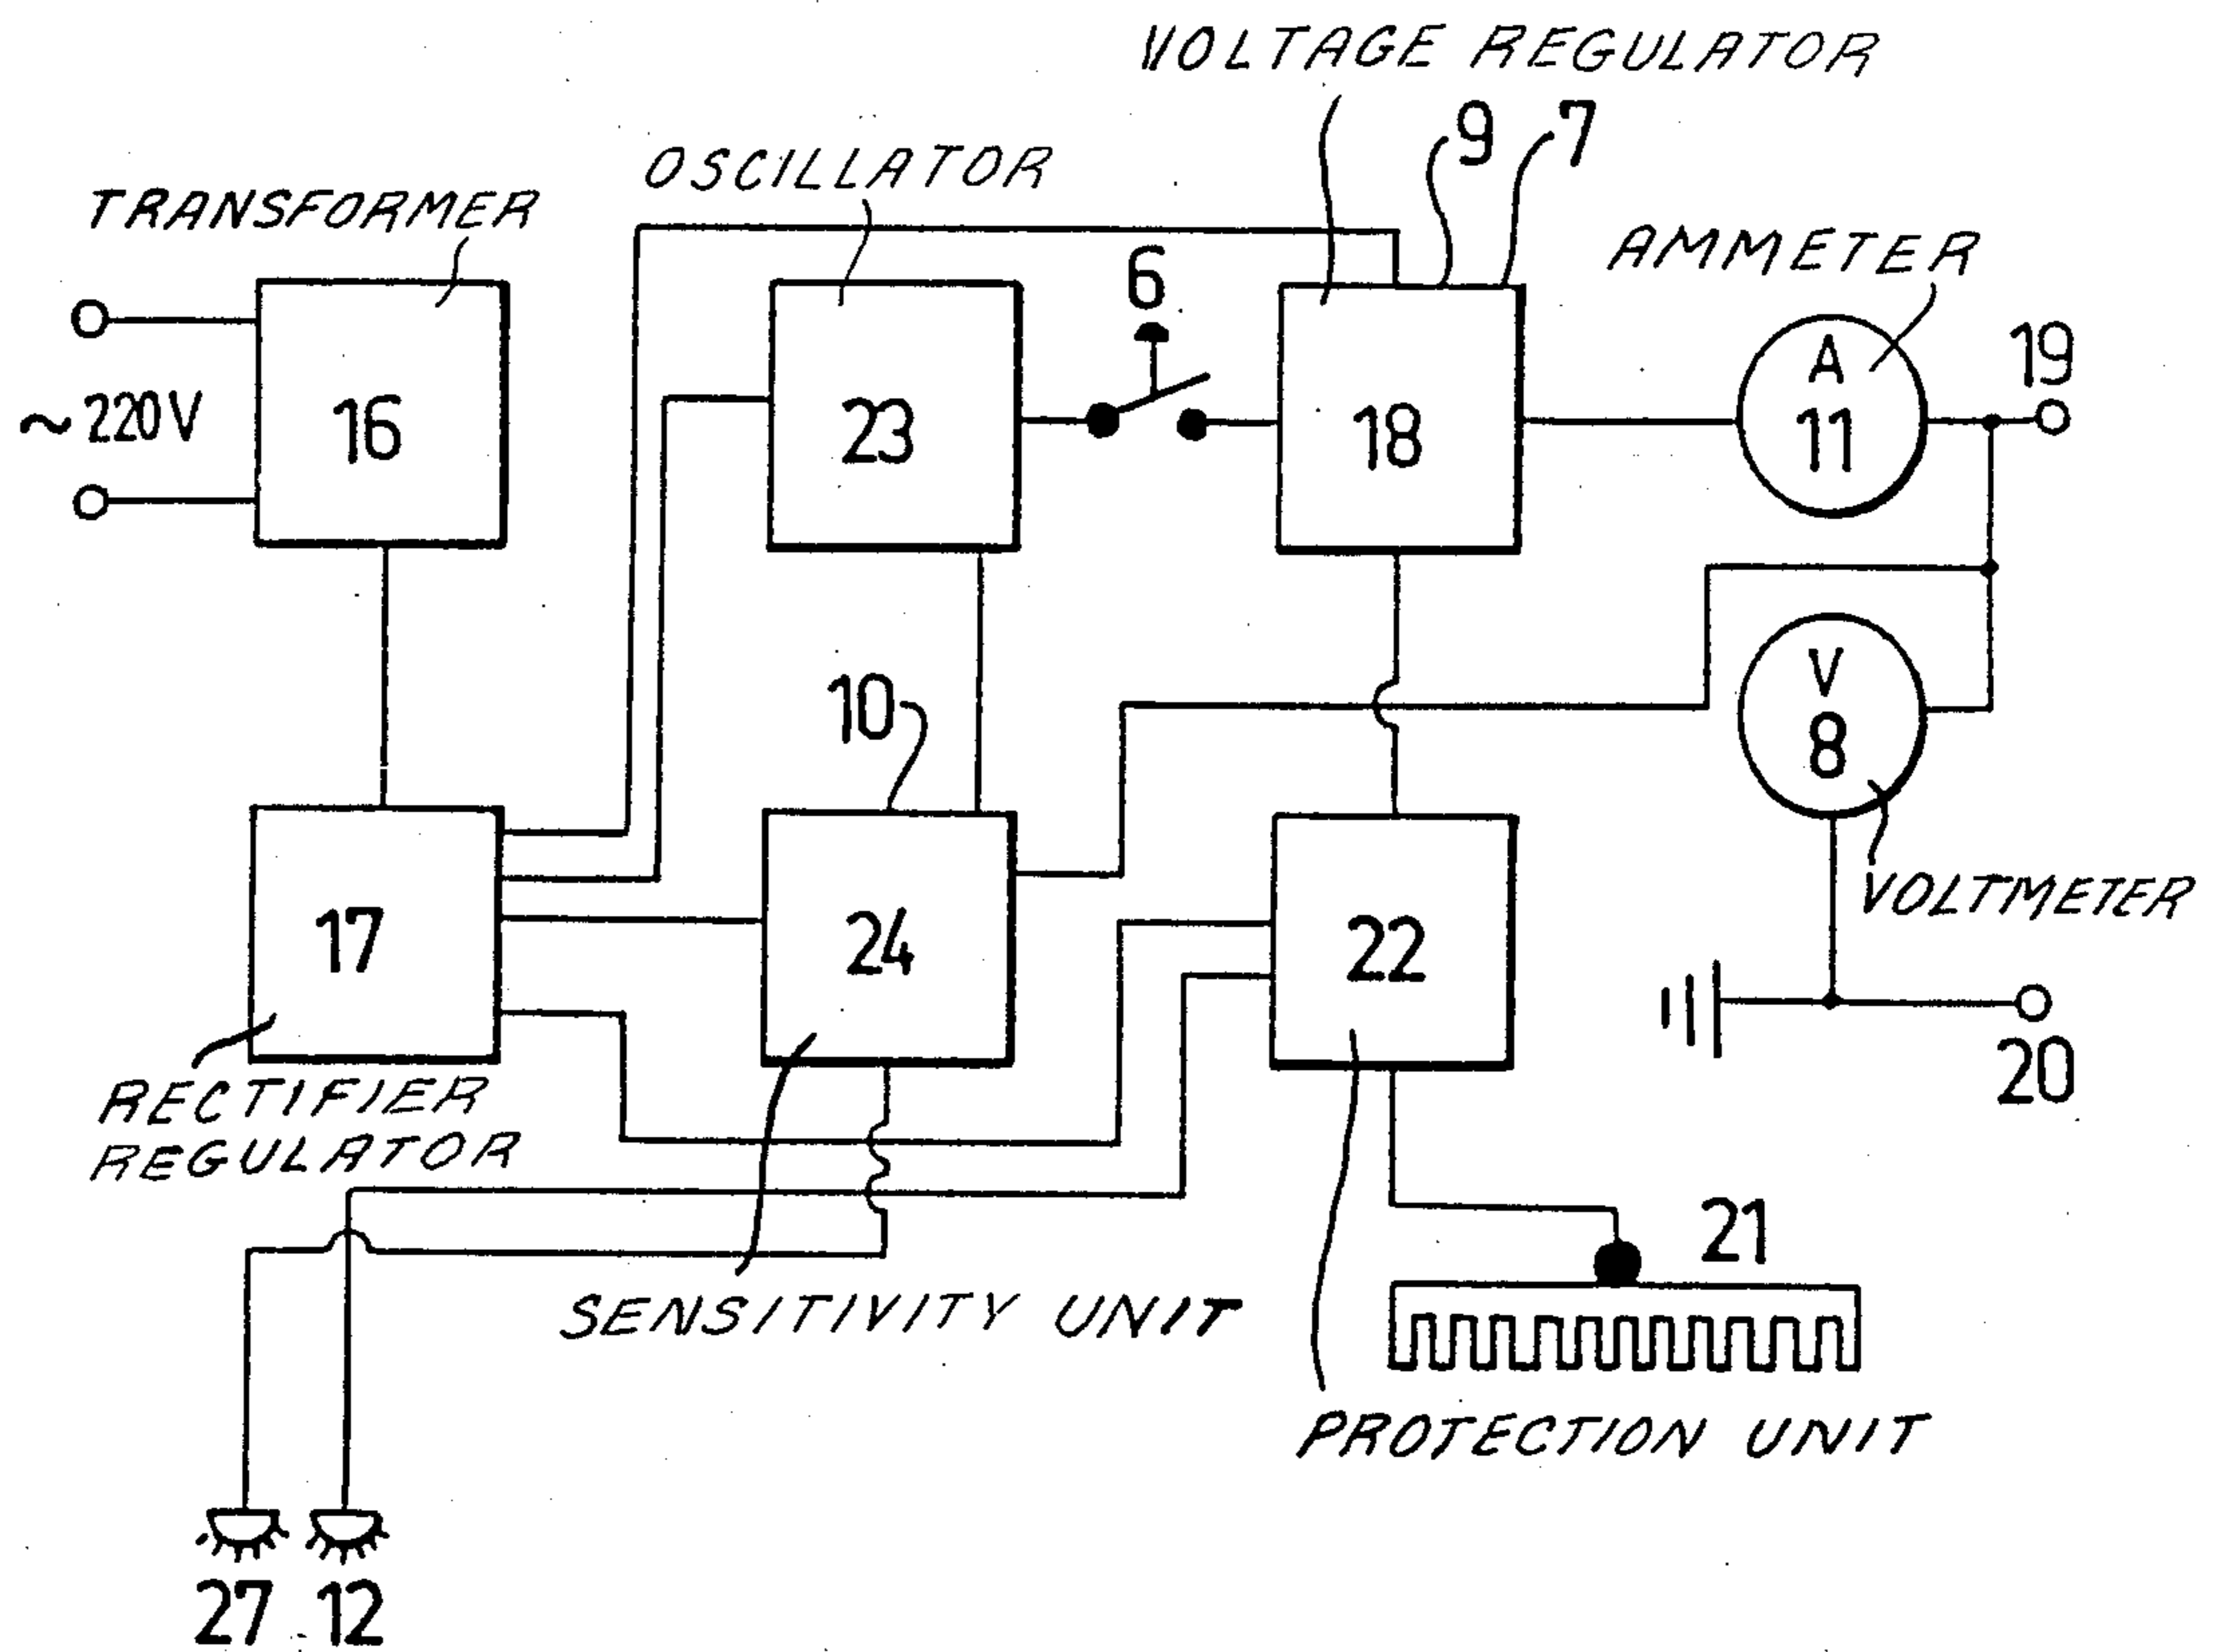 VOLTAGE REGULATOR
9 7
OSCILLATOR
TRANSFORMER
AMMETER
6
19
~220V
16
23
18
A
11
10
V
8
17
24
22
VOLTMETER
20
RECTIFIER
REGULATOR
21
SENSITIVITY UNIT
PROTECTION UNIT
27 12